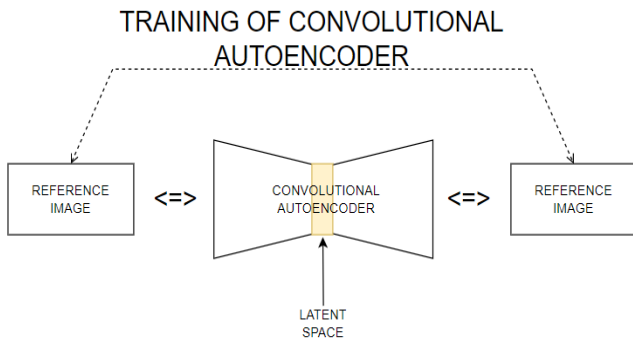 TRAINING OF CONVOLUTIONAL
AUTOENCODER
REFERENCE
IMAGE
<=>
CONVOLUTIONAL
AUTOENCODER
<=>
REFERENCE
IMAGE
LATENT
SPACE